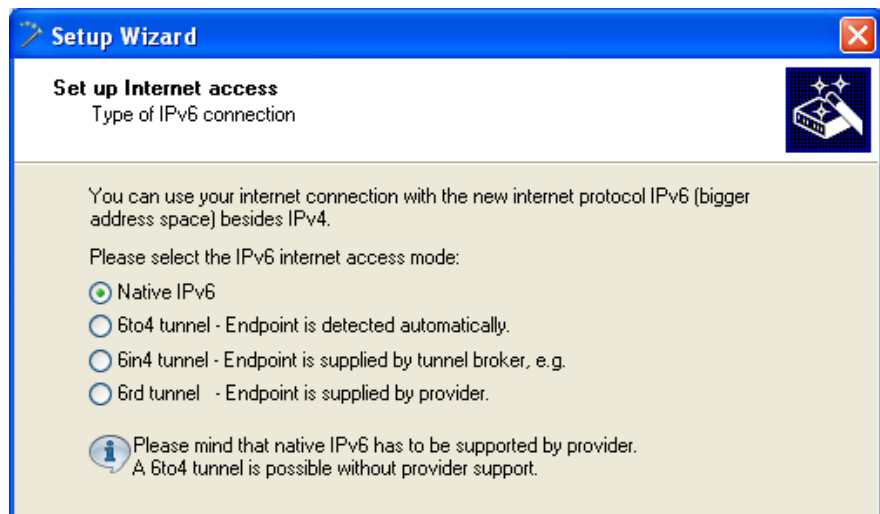 Setup Wizard
Set up Internet access
Type of IPv6 connection
You can use your internet connection with the new internet protocol IPv6 (bigger
address space) besides IPv4.
Please select the IPv6 internet access mode:
Native IPv6
6to4 tunnel - Endpoint is detected automatically.
6in4 tunnel - Endpoint is supplied by tunnel broker, e.g.
6rd tunnel - Endpoint is supplied by provider.
Please mind that native IPv6 has to be supported by provider.
A 6to4 tunnel is possible without provider support.